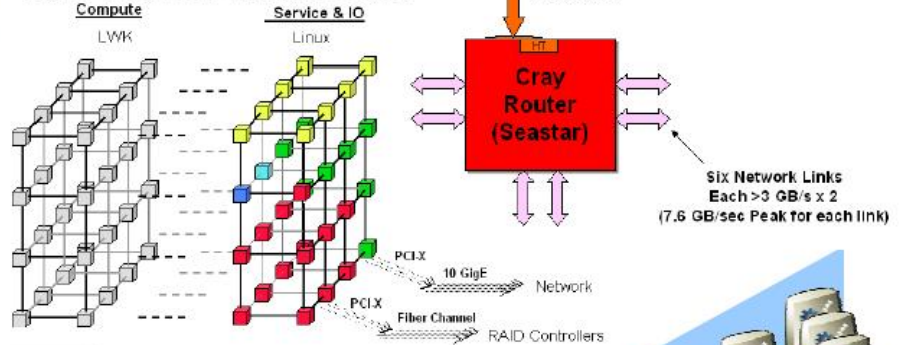 Compute
LWK
Service & IO
Linux
HT
Cray
Router
(Seastar)
Six Network Links
Each >3 GB/s x 2
(7.6 GB/sec Peak for each link)
PCI-X
10 GigE
Network
PCI-X
Fiber Channel
RAID Controllers